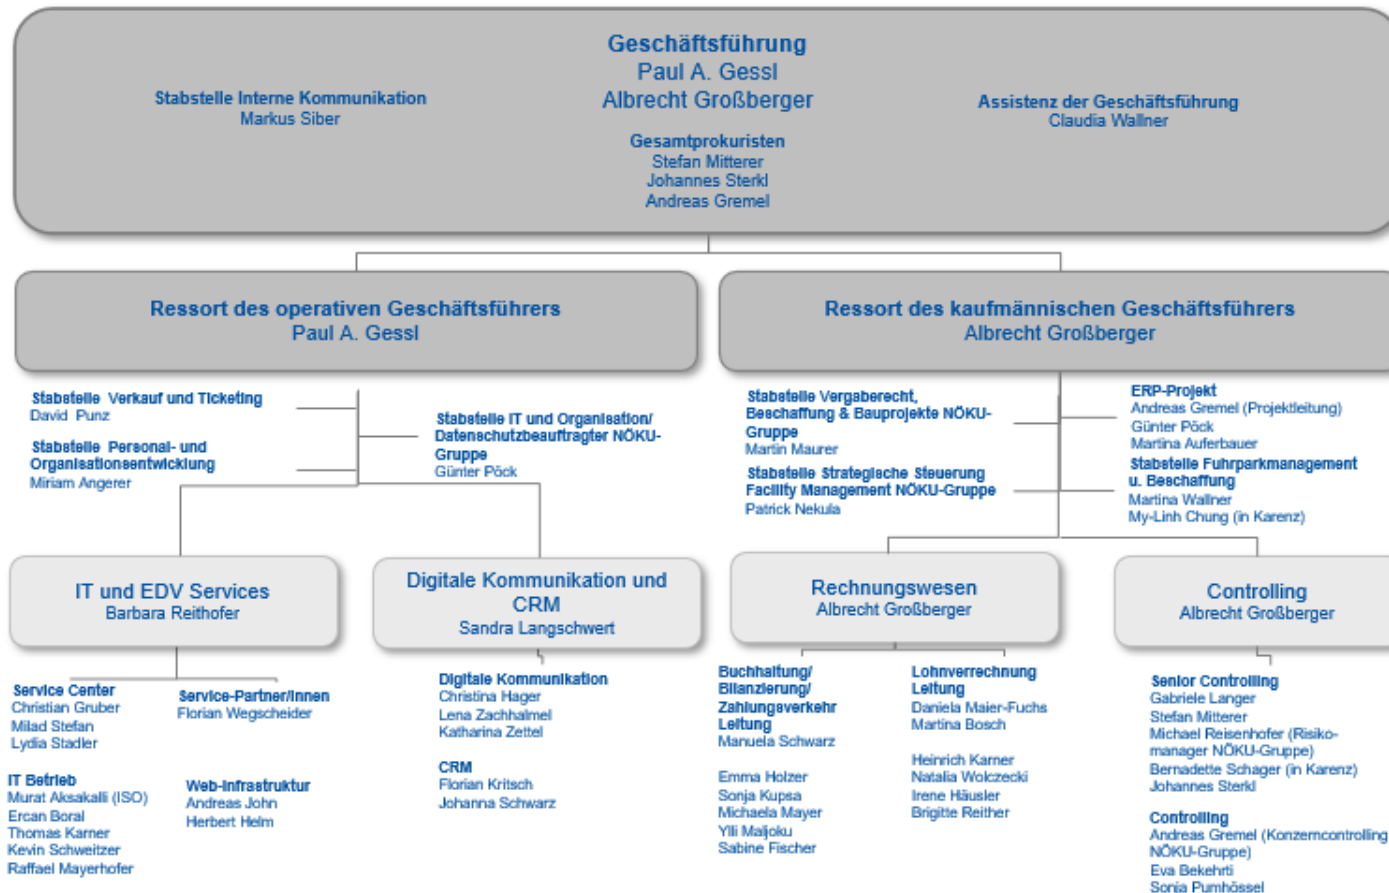 Geschäftsführung
Paul A. Gessl
Albrecht Großberger
Stabstelle Interne Kommunikation
Markus Siber
Assistenz der Geschäftsführung
Claudia Wallner
Gesamtprokuristen
Stefan Mitterer
Johannes Sterkl
Andreas Gremel
Ressort des operativen Geschäftsführers
Paul A. Gessl
Ressort des kaufmännischen Geschäftsführers
Albrecht Großberger
Stabstelle Verkauf und Ticketing
David Punz
Stabstelle Personal- und
Organisationsentwicklung
Miriam Angerer
Stabstelle IT und Organisation/
Datenschutzbeauftragter NÖKU-
Gruppe
Günter Pöck
Stabstelle Vergaberecht,
Beschaffung & Bauprojekte NÖKU-
Gruppe
Martin Maurer
Stabstelle Strategische Steuerung
Facility Management NÖKU-Gruppe
Patrick Nekula
ERP-Projekt
Andreas Gremel (Projektleitung)
Günter Pöck
Martina Auferbauer
Stabstelle Fuhrparkmanagement
u. Beschaffung
Martina Wallner
My-Linh Chung (in Karenz)
IT und EDV Services
Barbara Reithofer
Digitale Kommunikation und
CRM
Sandra Langschwert
Rechnungswesen
Albrecht Großberger
Controlling
Albrecht Großberger
Service Center
Christian Gruber
Milad Stefan
Lydia Stadler
IT Betrieb
Murat Aksakalli (ISO)
Ercan Boral
Thomas Karner
Kevin Schweitzer
Raffael Mayerhofer
Service-Partner/innen
Florian Wegscheider
Web-Infrastruktur
Andreas John
Herbert Helm
Digitale Kommunikation
Christina Hager
Lena Zachhalmel
Katharina Zettel
CRM
Florian Kritsch
Johanna Schwarz
Buchhaltung/
Bilanzierung/
Zahlungsverkehr
Leitung
Manuela Schwarz
Emma Holzer
Sonja Kupsa
Michaela Mayer
Ylli Maljoku
Sabine Fischer
Lohnverrechnung
Leitung
Daniela Maier-Fuchs
Martina Bosch
Heinrich Karner
Natalia Wolczecki
Irene Häusler
Brigitte Reither
Senior Controlling
Gabriele Langer
Stefan Mitterer
Michael Reisenhofer (Risiko-
manager NÖKU-Gruppe)
Bernadette Schager (in Karenz)
Johannes Sterkl
Controlling
Andreas Gremel (Konzerncontrolling
NÖKU-Gruppe)
Eva Bekehrti
Sonja Pumhössel